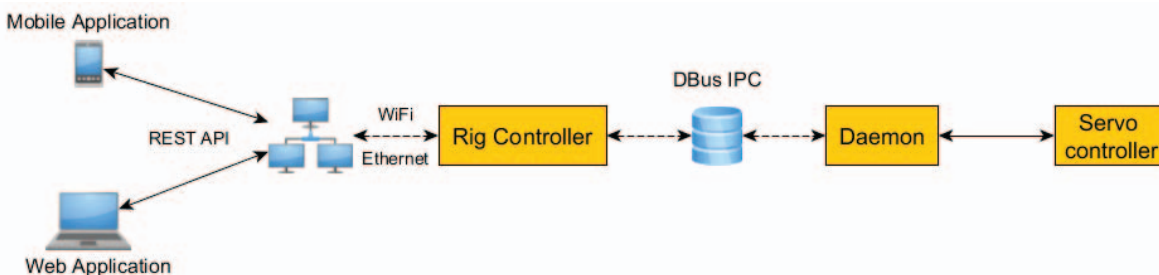 Mobile Application
REST API
Web Application
WiFi
Ethernet
Rig Controller
DBus IPC
Daemon
Servo
controller